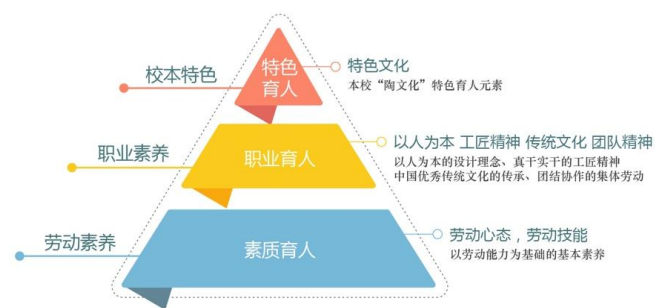 校本特色
特色
育人
特色文化
本校“陶文化”特色育人元素
职业素养
职业育人
以人为本 工匠精神 传统文化 团队精神
以人为本的设计理念、真干实干的工匠精神
中国优秀传统文化的传承、团结协作的集体劳动
劳动素养
素质育人
劳动心态，劳动技能
以劳动能力为基础的基本素养